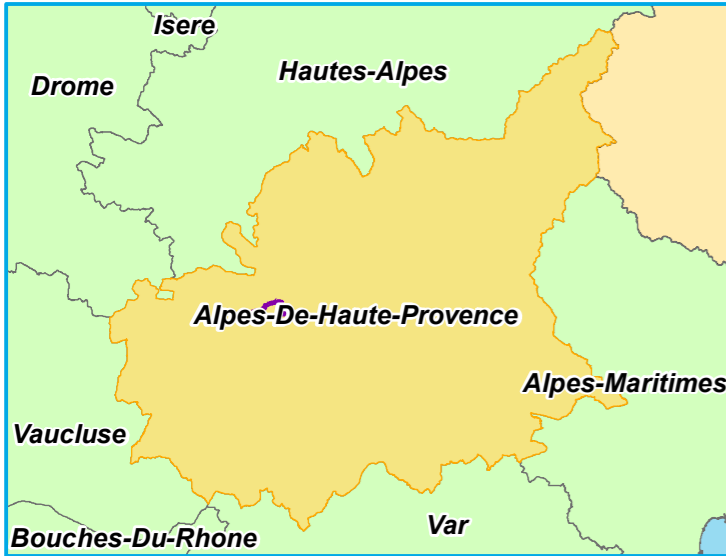 Isere
Drome
Hautes-Alpes
Alpes-De-Haute-Provence
Alpes-Maritimes
Vaucluse
Var
Bouches-Du-Rhone